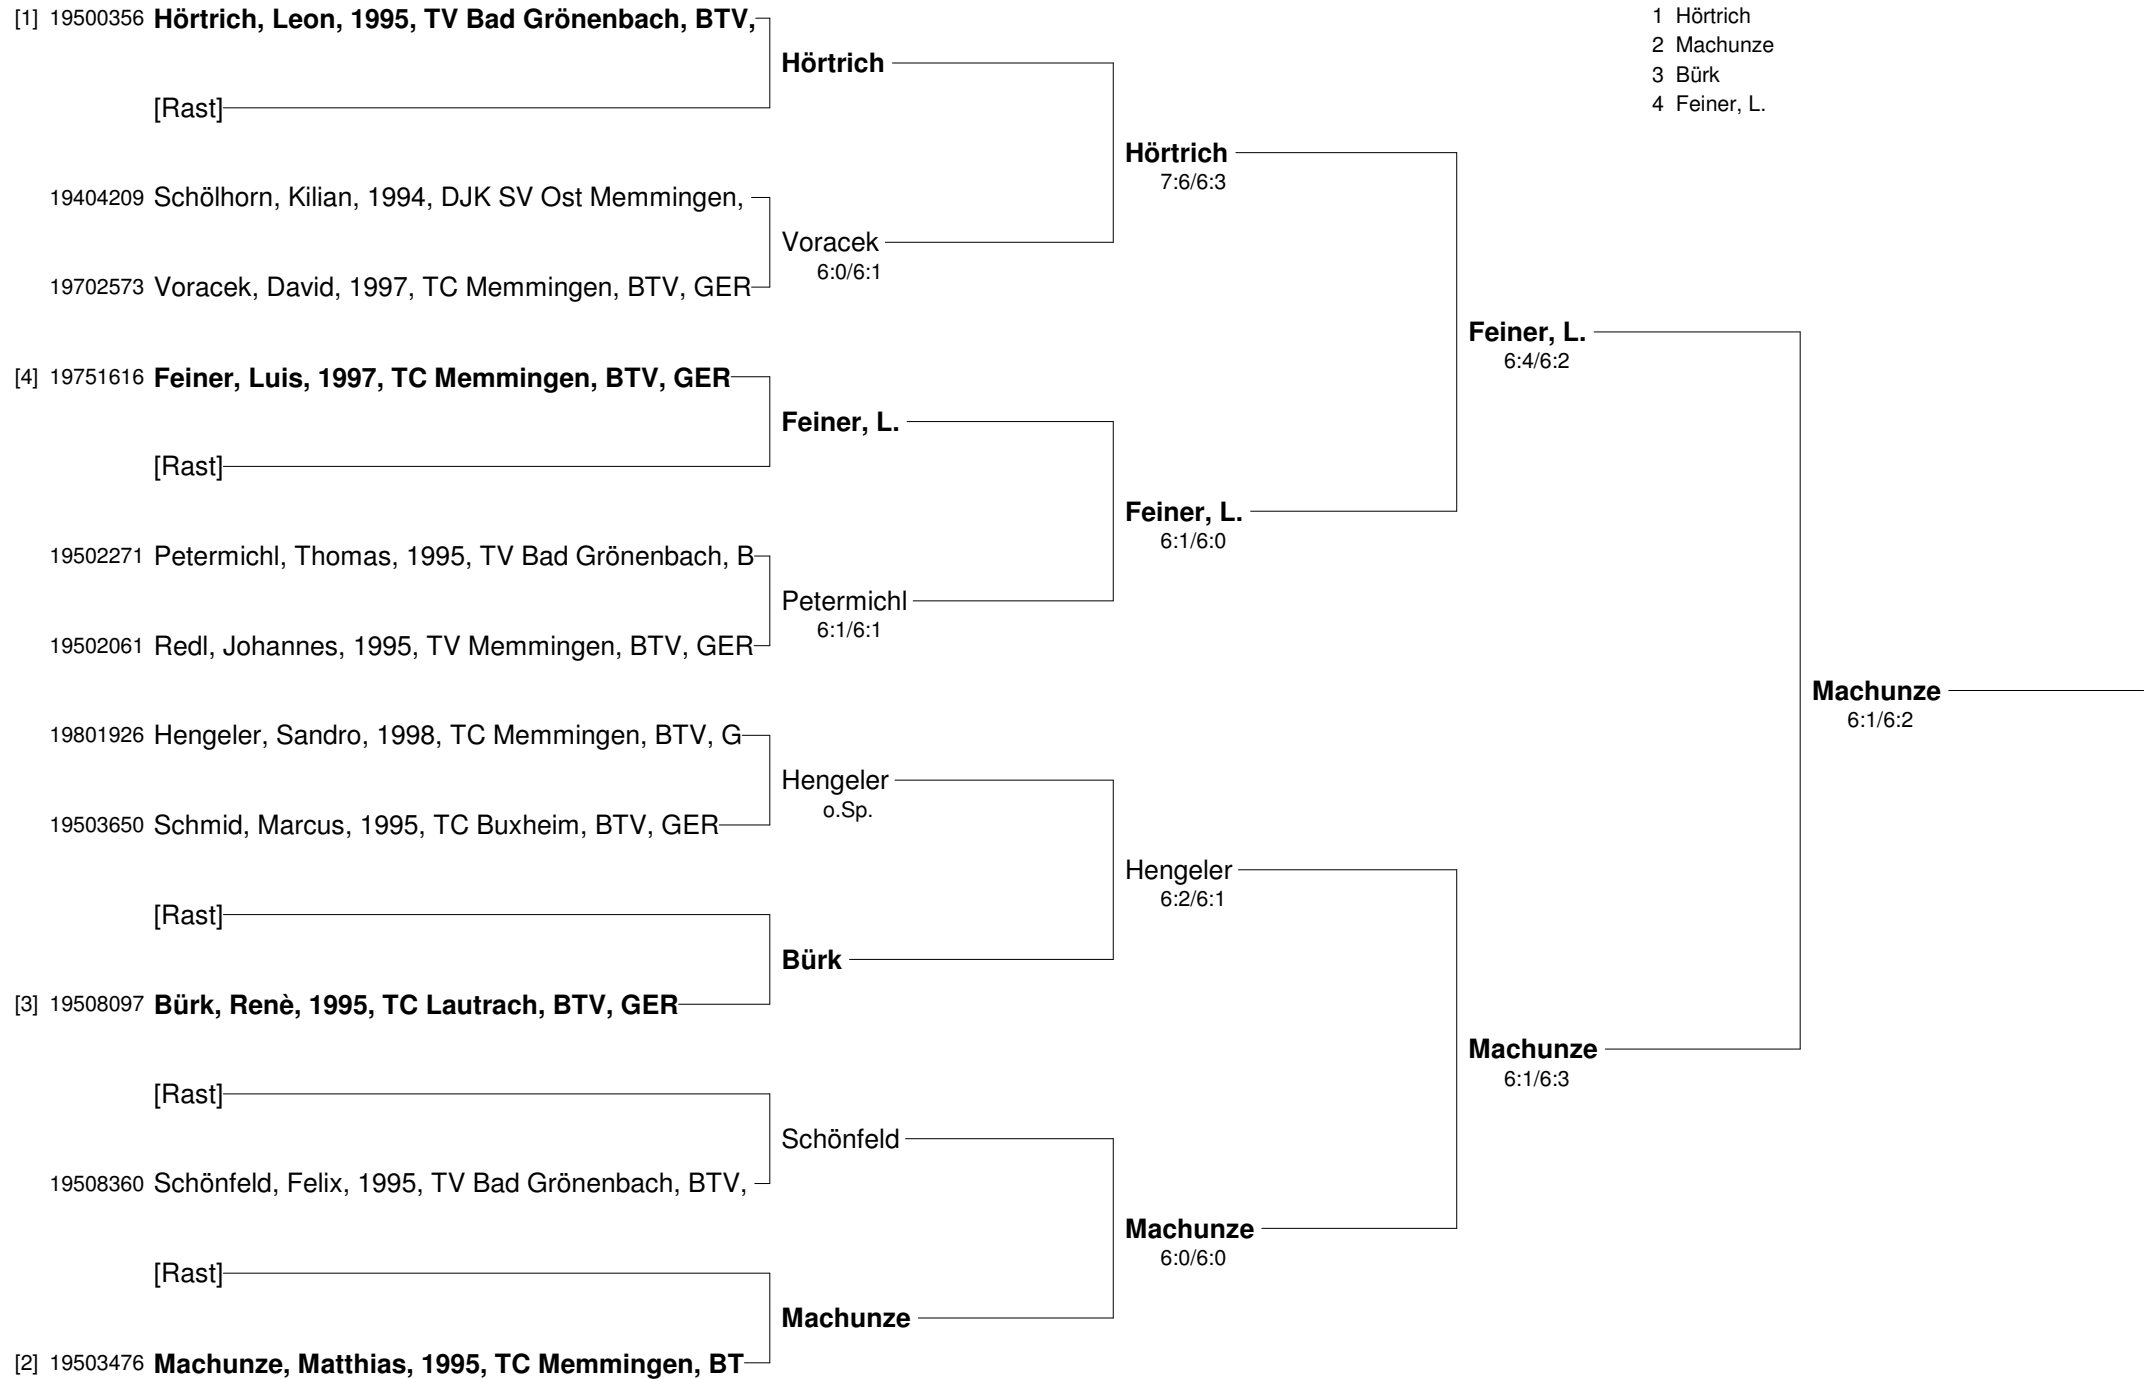 [1] 19500356 Hörtrich, Leon, 1995, TV Bad Grönenbach, BTV,
1 Hörtrich
2 Machunze
3 Bürk
4 Feiner, L.
Hörtrich
[Rast]
Hörtrich
7:6/6:3
19404209 Schölhorn, Kilian, 1994, DJK SV Ost Memmingen,
Voracek
6:0/6:1
19702573 Voracek, David, 1997, TC Memmingen, BTV, GER
Feiner, L.
6:4/6:2
[4] 19751616 Feiner, Luis, 1997, TC Memmingen, BTV, GER
Feiner, L.
[Rast]
Feiner, L.
6:1/6:0
19502271 Petermichl, Thomas, 1995, TV Bad Grönenbach, B
Petermichl
6:1/6:1
19502061 Redl, Johannes, 1995, TV Memmingen, BTV, GER
Machunze
6:1/6:2
19801926 Hengeler, Sandro, 1998, TC Memmingen, BTV, G
Hengeler
o.Sp.
19503650 Schmid, Marcus, 1995, TC Buxheim, BTV, GER
Hengeler
6:2/6:1
[Rast]
Bürk
[3] 19508097 Bürk, Renè, 1995, TC Lautrach, BTV, GER
Machunze
6:1/6:3
[Rast]
Schönfeld
19508360 Schönfeld, Felix, 1995, TV Bad Grönenbach, BTV,
Machunze
6:0/6:0
[Rast]
Machunze
[2] 19503476 Machunze, Matthias, 1995, TC Memmingen, BT